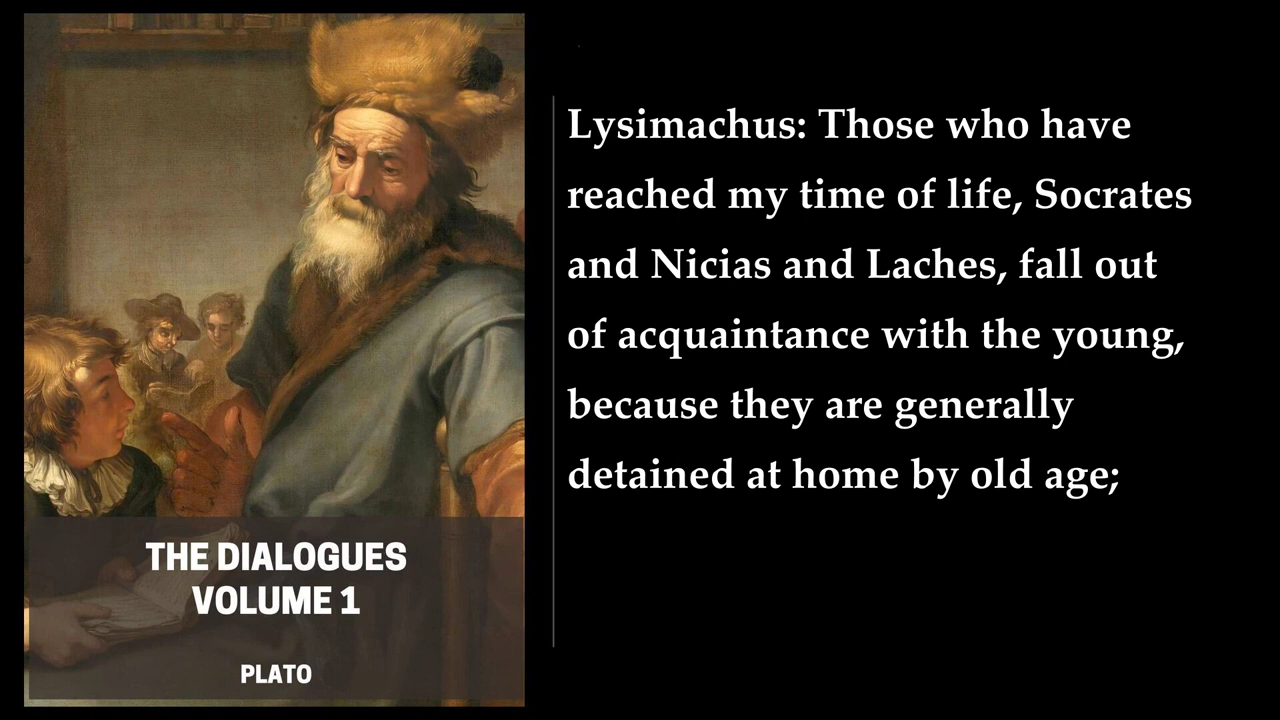 THE DIALOGUES
VOLUME 1
PLATO
Lysimachus: Those who have
reached my time of life, Socrates
and Nicias and Laches, fall out
of acquaintance with the young,
because they are generally
detained at home by old age;